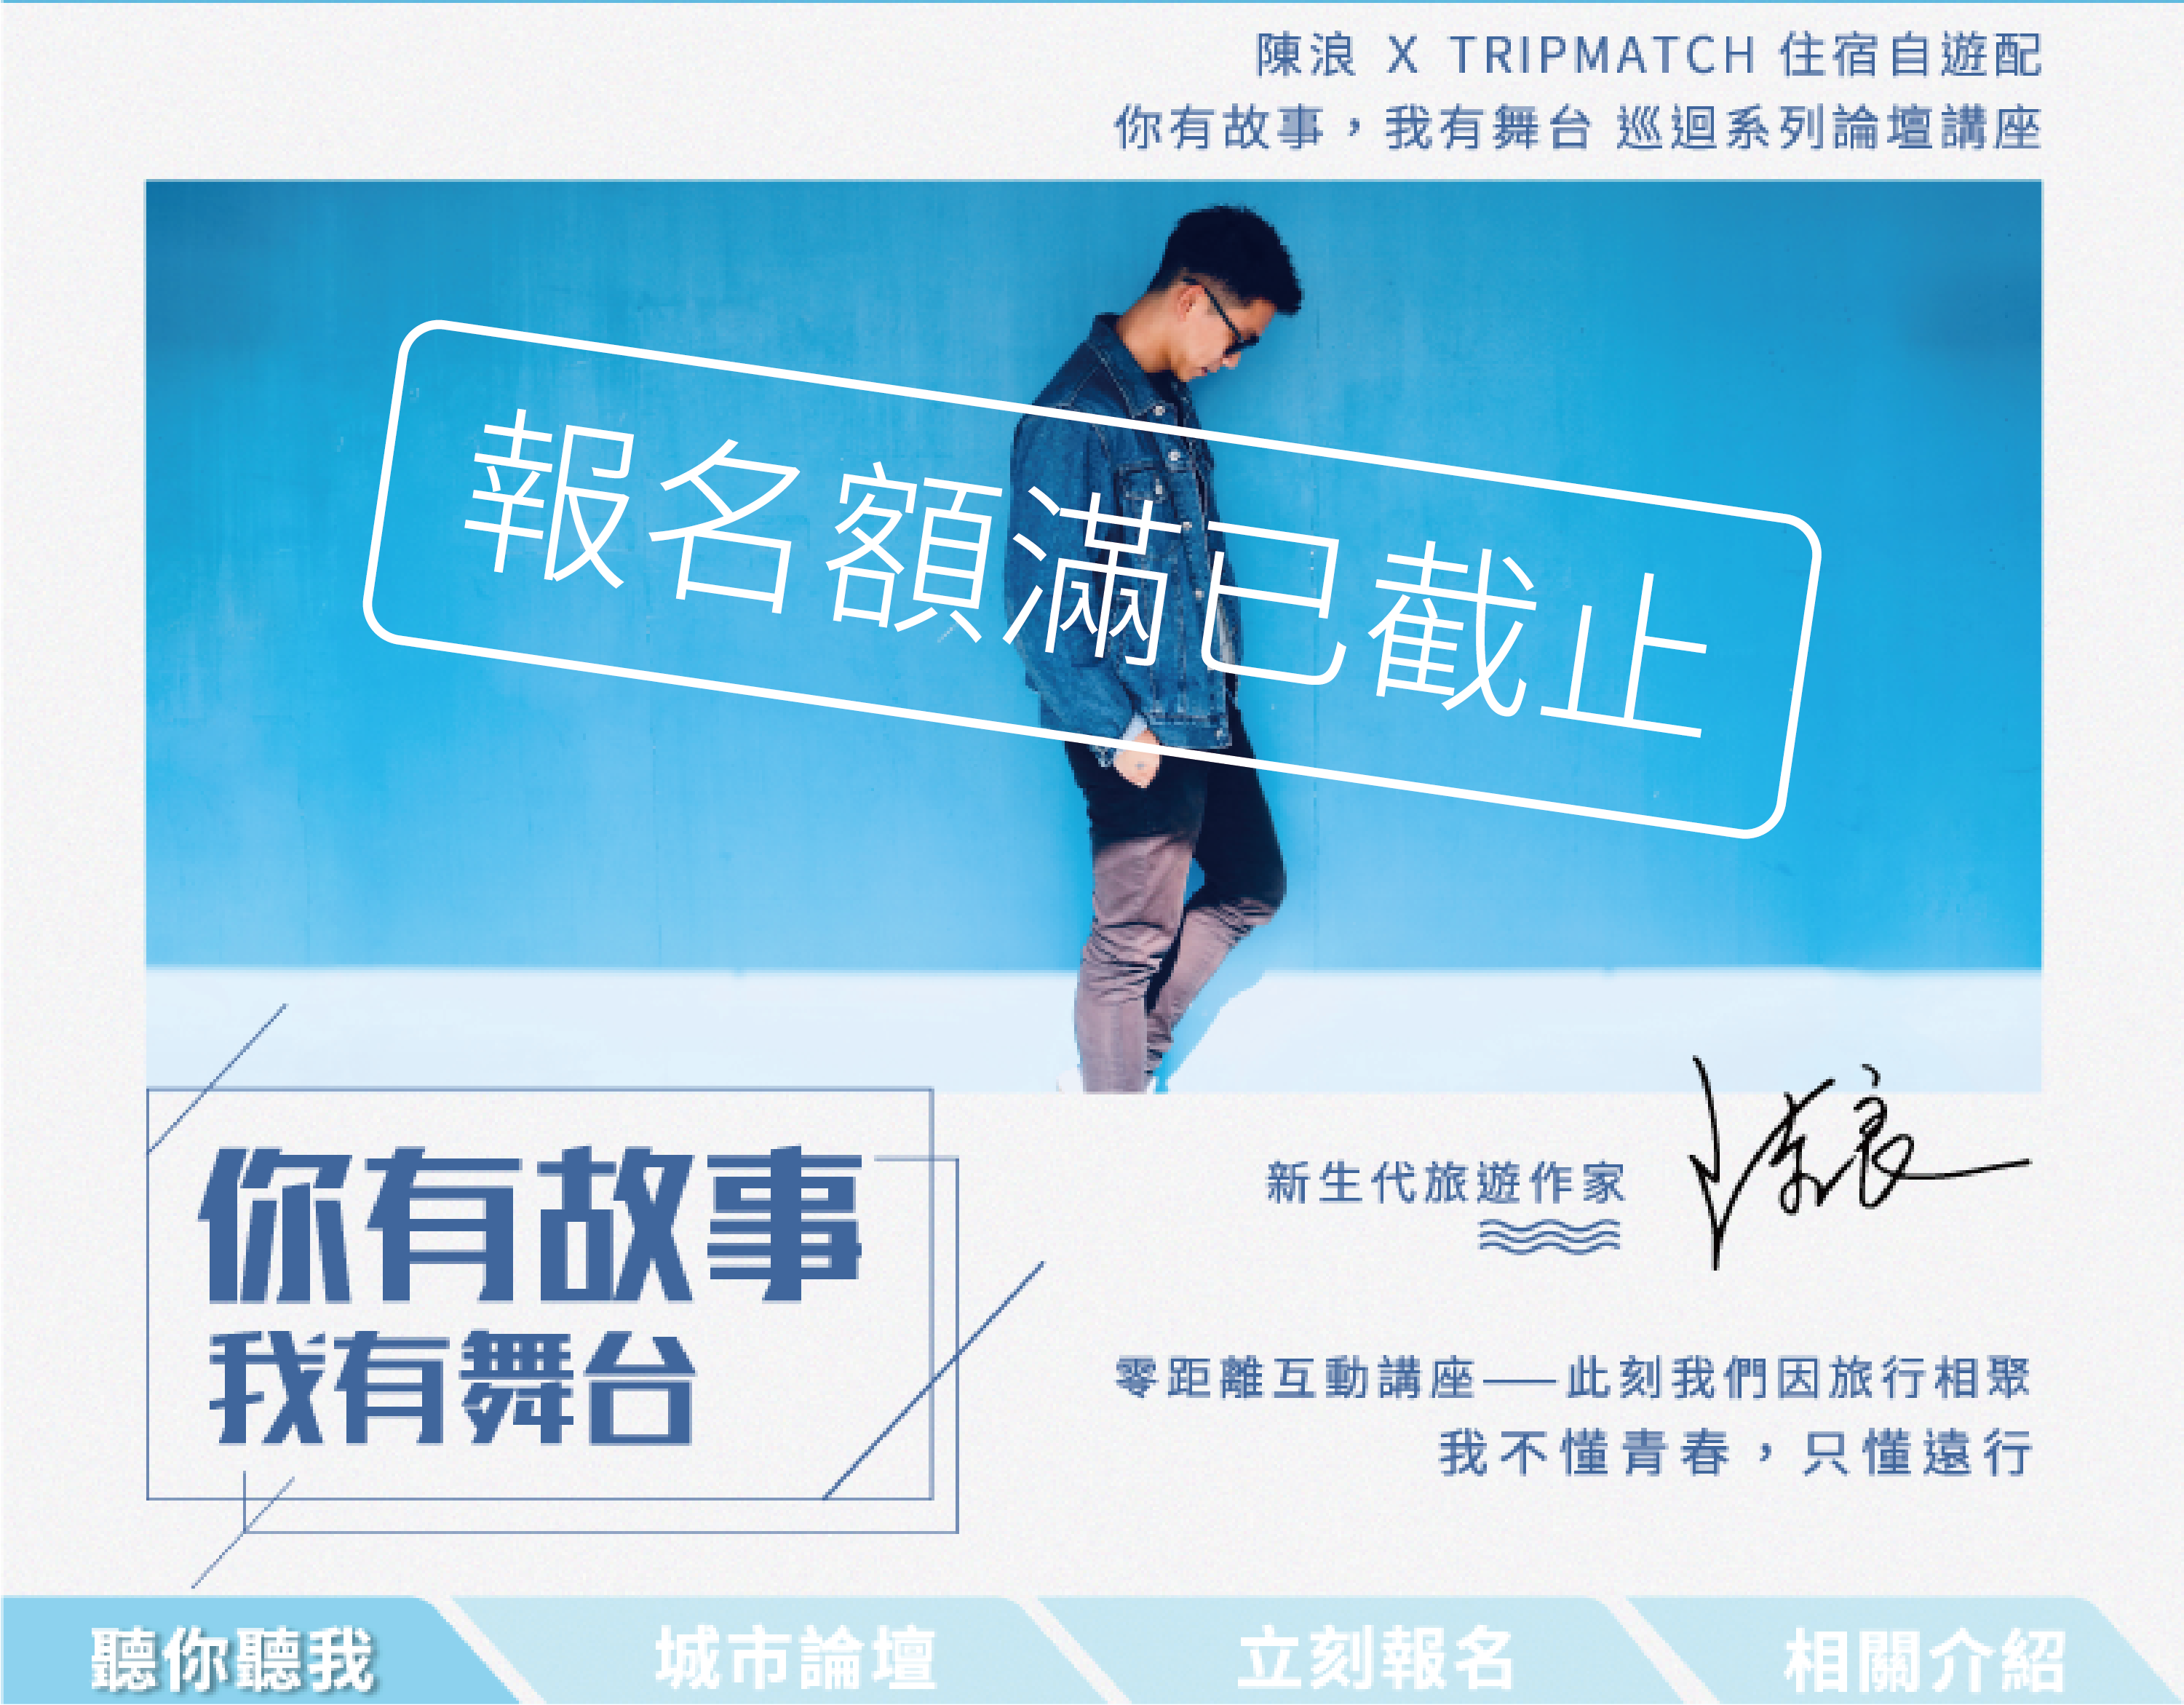 陳浪 X TRIPMATCH 住宿自遊配
你有故事，我有舞台 巡迴系列論壇講座
報名額滿已截止
你有故事
我有舞台
新生代旅遊作家 陳浪
零距離互動講座——此刻我們因旅行相聚
我不懂青春，只懂遠行
聽你聽我
城市論壇
立刻報名
相關介紹